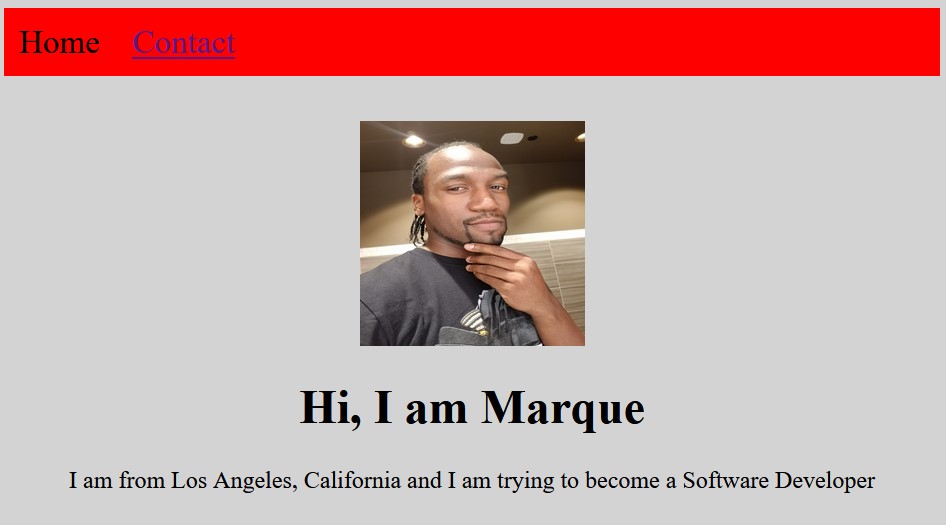 Home Contact
Hi, I am Marque
I am from Los Angeles, California and I am trying to become a Software Developer